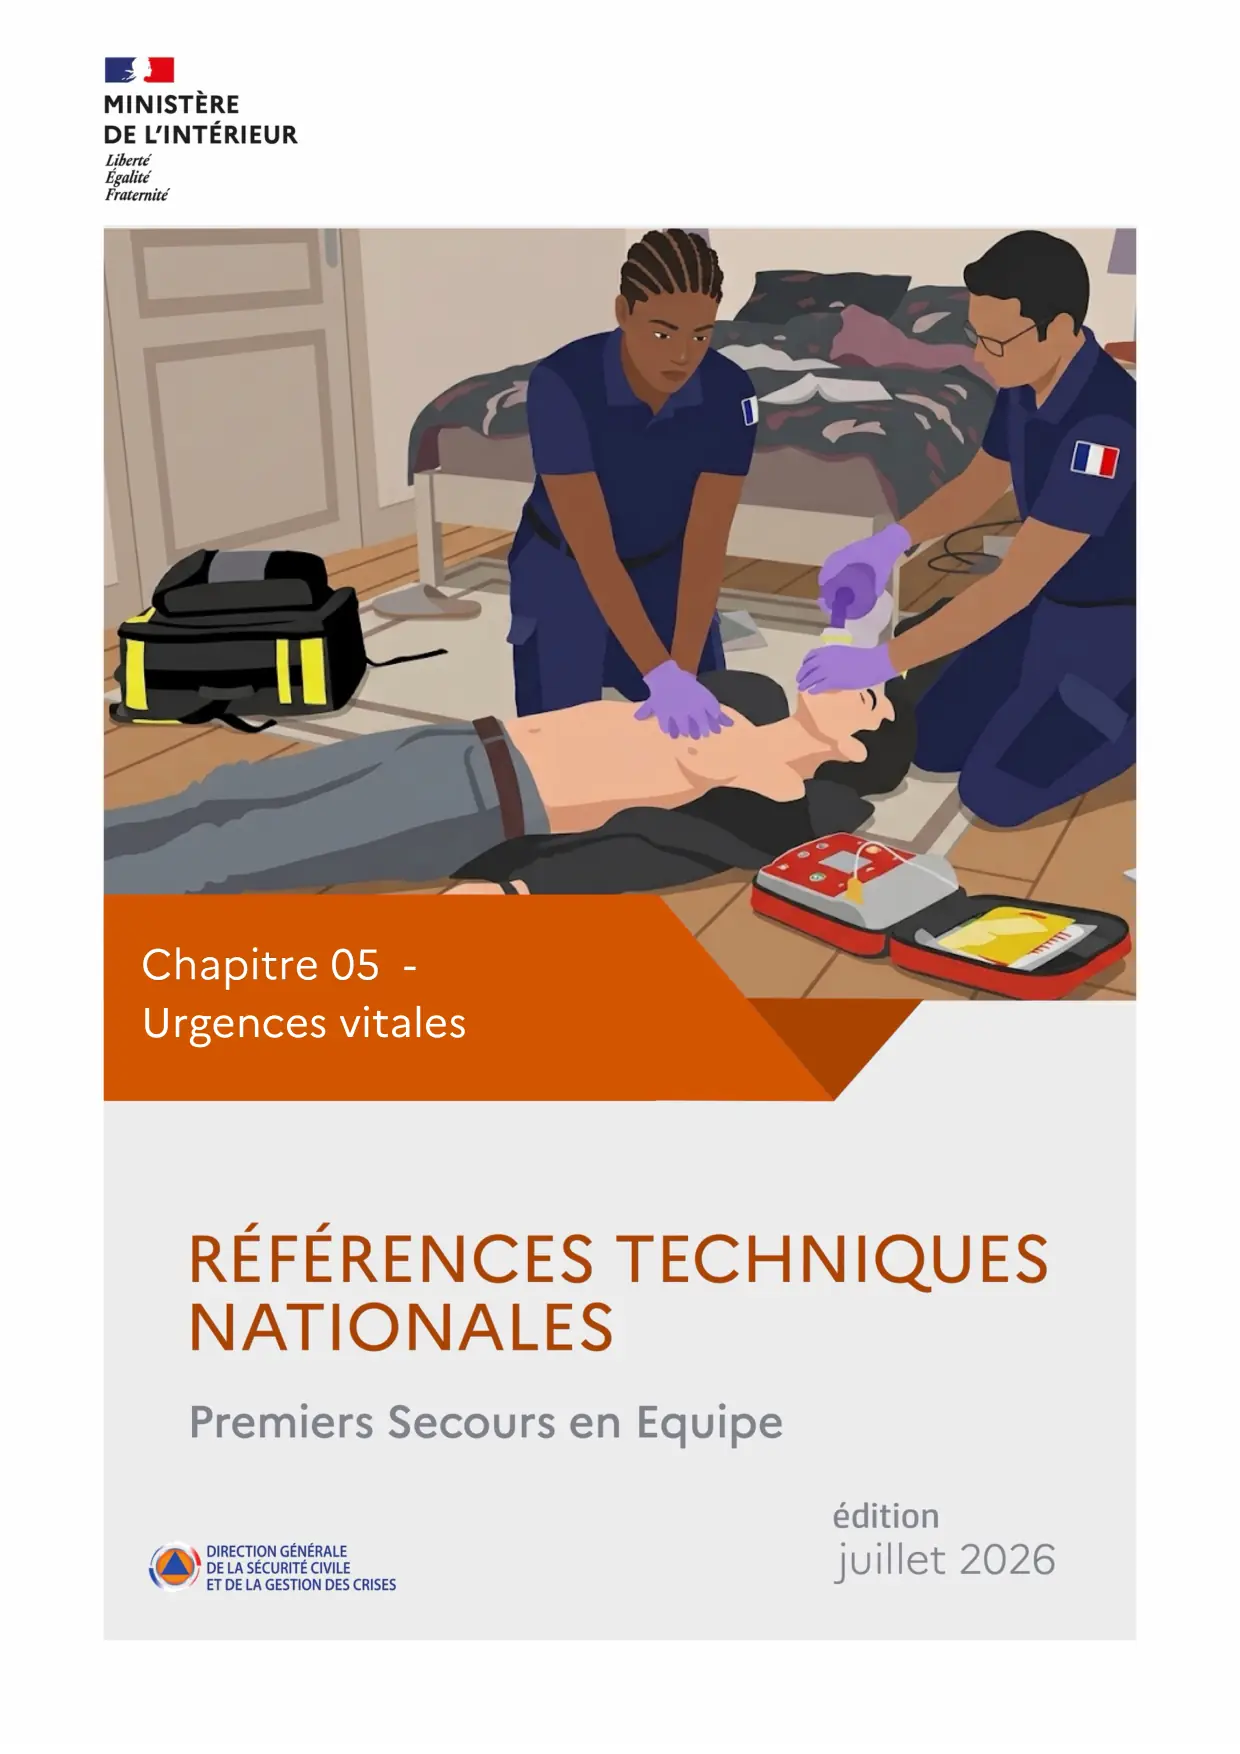 MINISTÈRE
DE L'INTÉRIEUR
Liberté
Égalité
Fraternité
Chapitre 05 -
Urgences vitales
RÉFÉRENCES TECHNIQUES
NATIONALES
Premiers Secours en Equipe
édition
juillet 2026
DIRECTION GÉNÉRALE
DE LA SÉCURITÉ CIVILE
ET DE LA GESTION DES CRISES